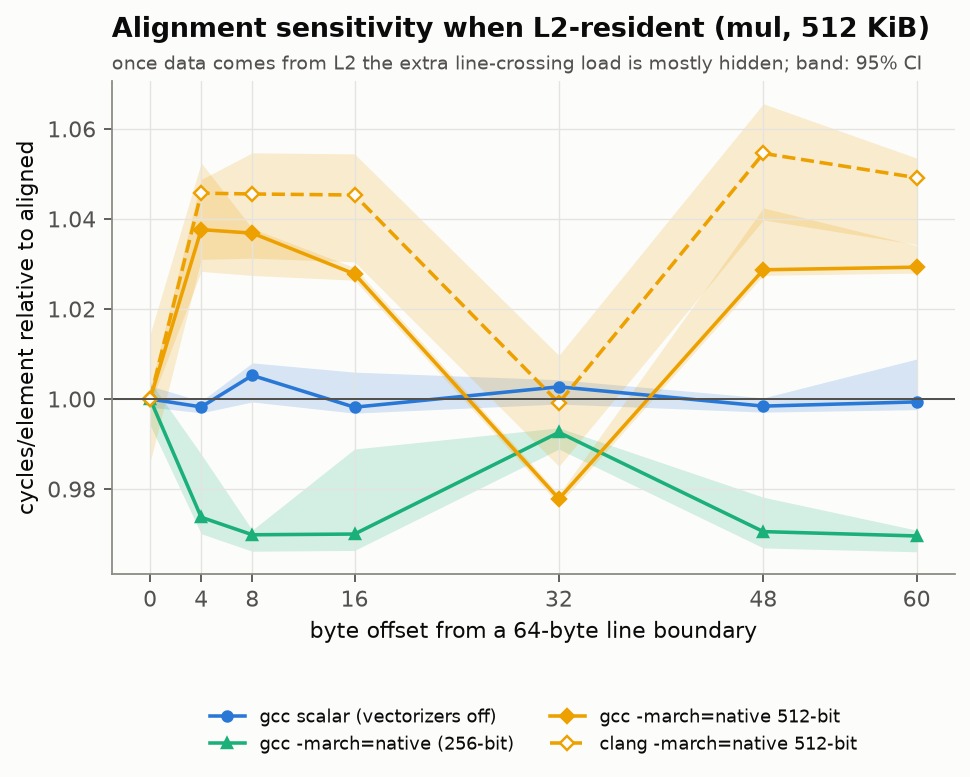 Alignment sensitivity when L2-resident (mul, 512 KiB)
once data comes from L2 the extra line-crossing load is mostly hidden; band: 95% CI
cycles/element relative to aligned
1.06
1.04
1.02
1.00
0.98
0 4 8 16 32 48 60
byte offset from a 64-byte line boundary
gcc scalar (vectorizers off)
gcc -march=native (256-bit)
gcc -march=native 512-bit
clang -march=native 512-bit